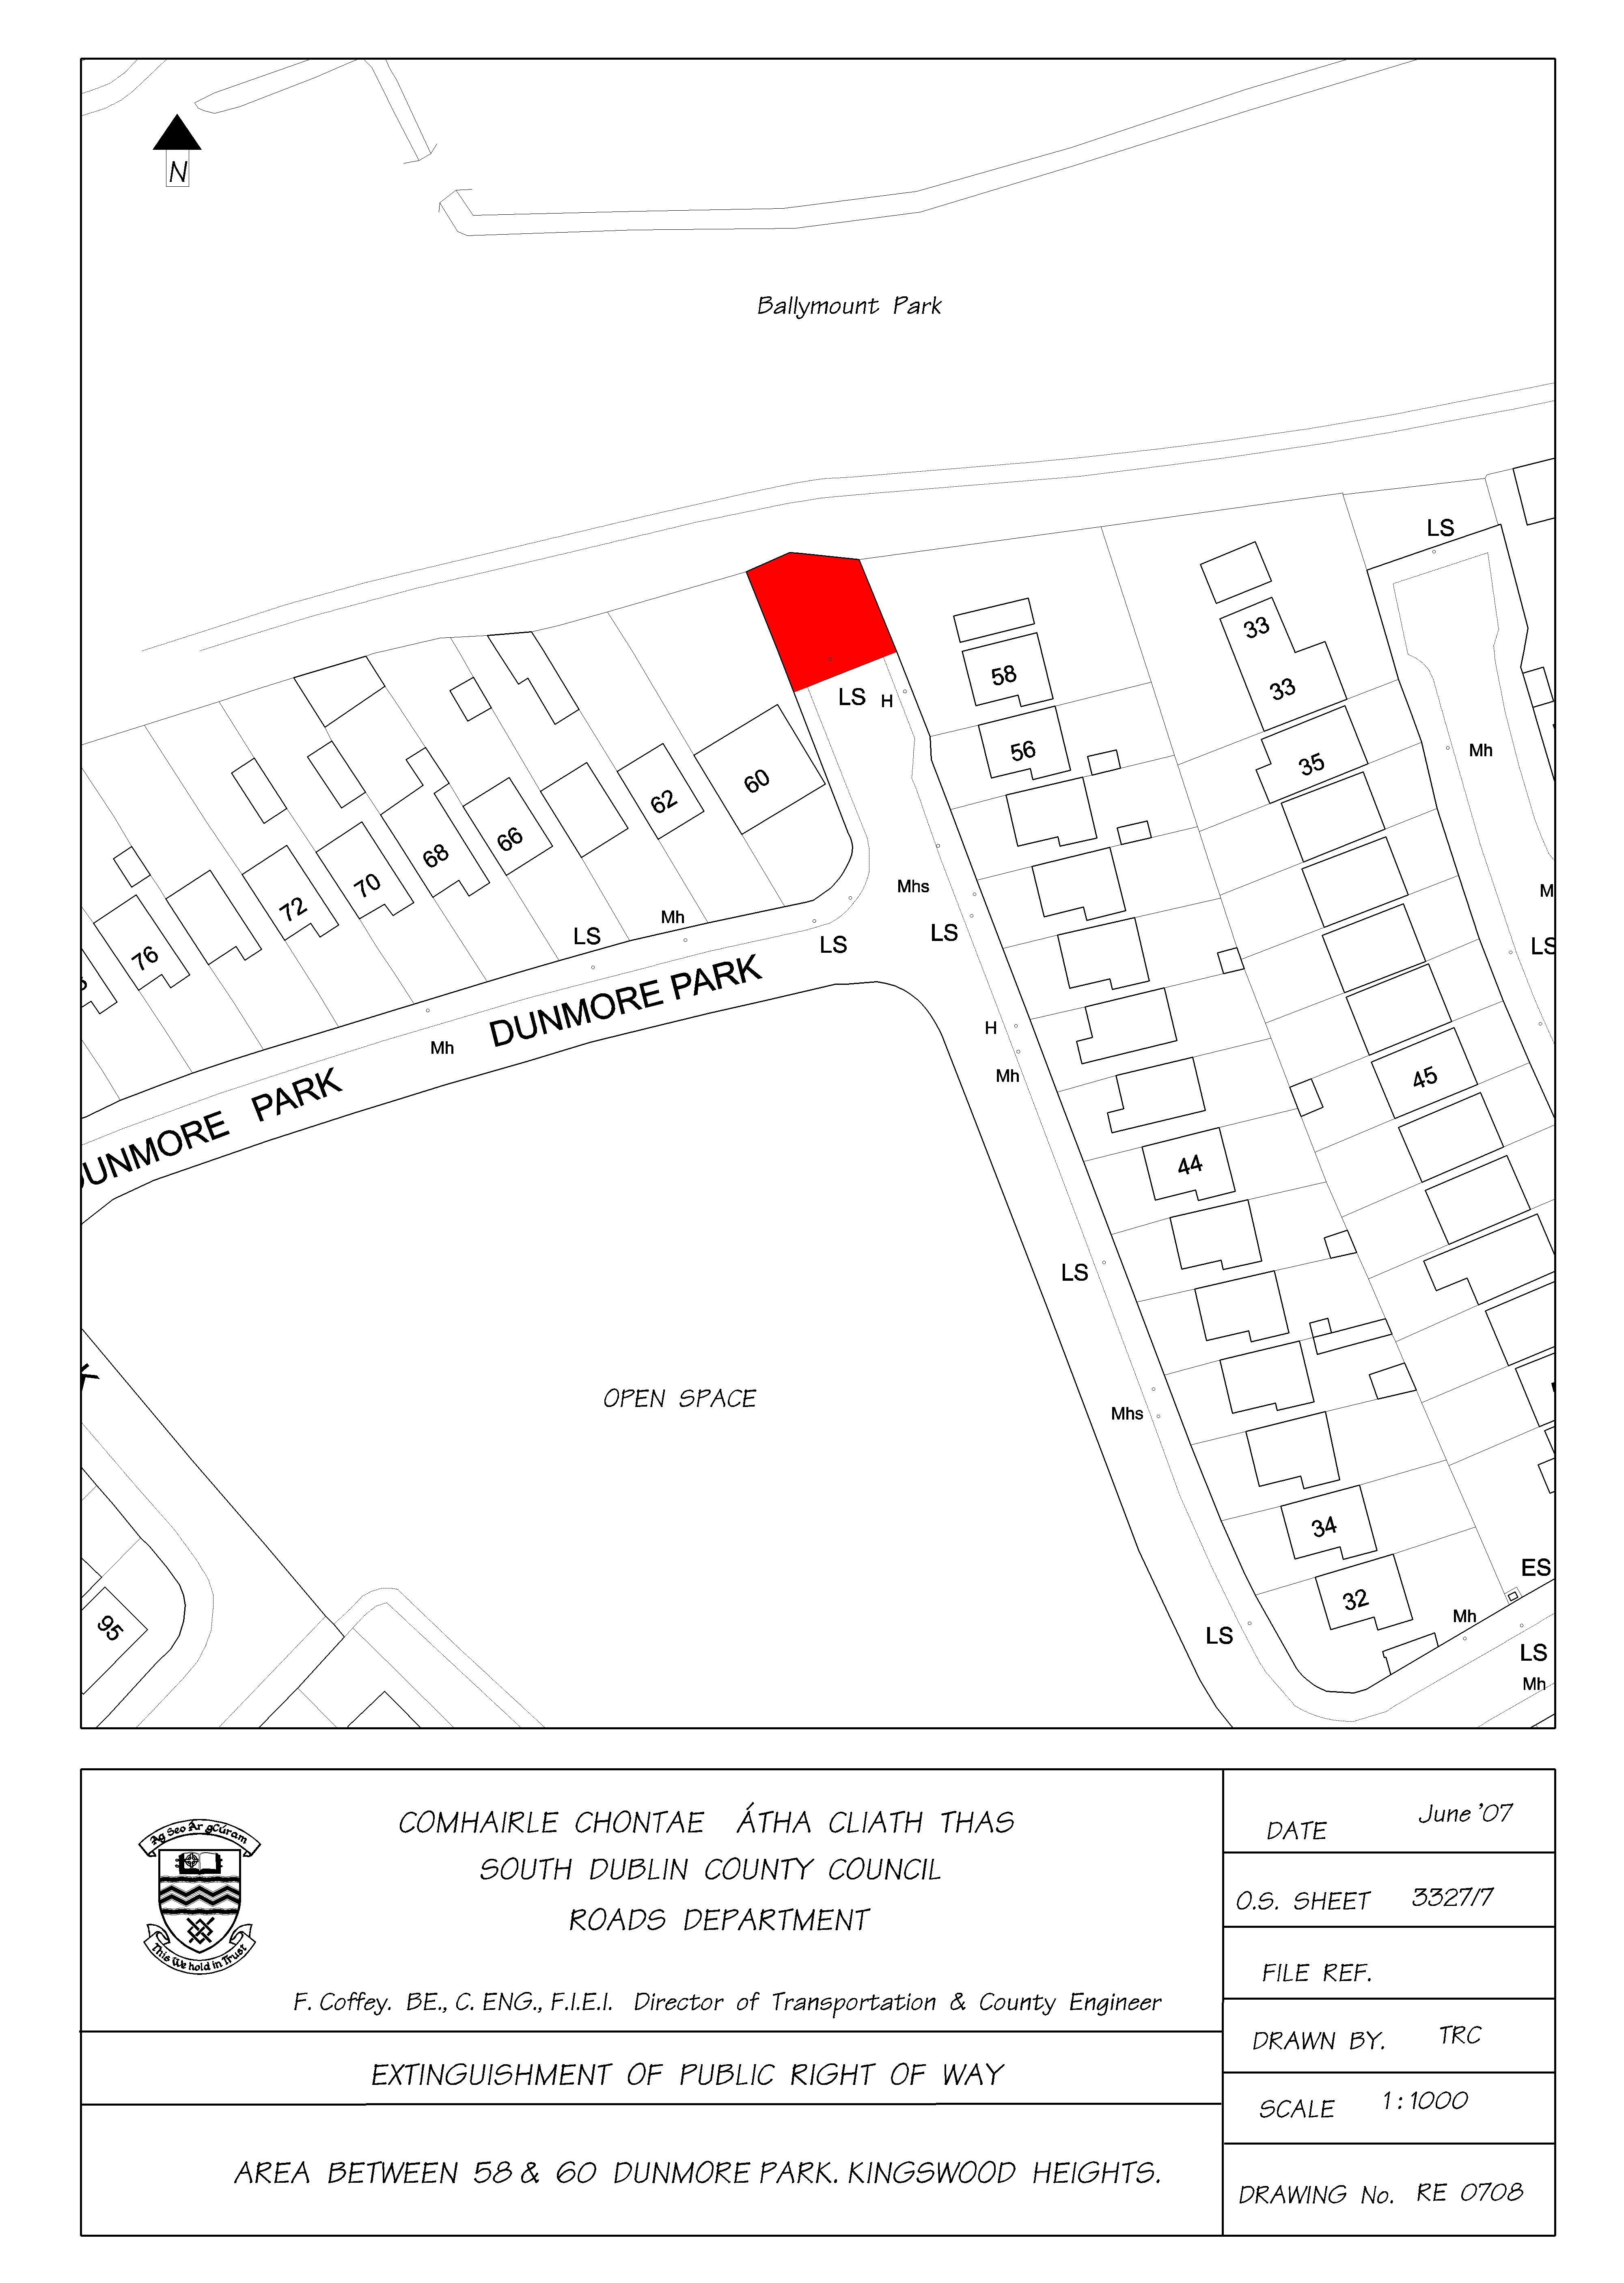 N
Ballymount Park
LS
33
58
33
LS
H
56
Mh
35
60
62
66
68
Mhs
M
70
72
Mh
LS
LS
LS
LS
76
DUNMORE PARK
H
Mh
Mh
45
DUNMORE PARK
44
LS
OPEN SPACE
Mhs
34
ES
32
95
Mh
LS
LS
Mh
Ag Seo Ár gCúram
This We hold in Trust
COMHAIRLE CHONTAE ÁTHA CLIATH THAS
SOUTH DUBLIN COUNTY COUNCIL
ROADS DEPARTMENT
F. Coffey. BE., C. ENG., F.I.E.I. Director of Transportation & County Engineer
EXTINGUISHMENT OF PUBLIC RIGHT OF WAY
AREA BETWEEN 58 & 60 DUNMORE PARK. KINGSWOOD HEIGHTS.
DATE June '07
O.S. SHEET 3327/7
FILE REF.
DRAWN BY. TRC
SCALE 1:1000
DRAWING No. RE 0708